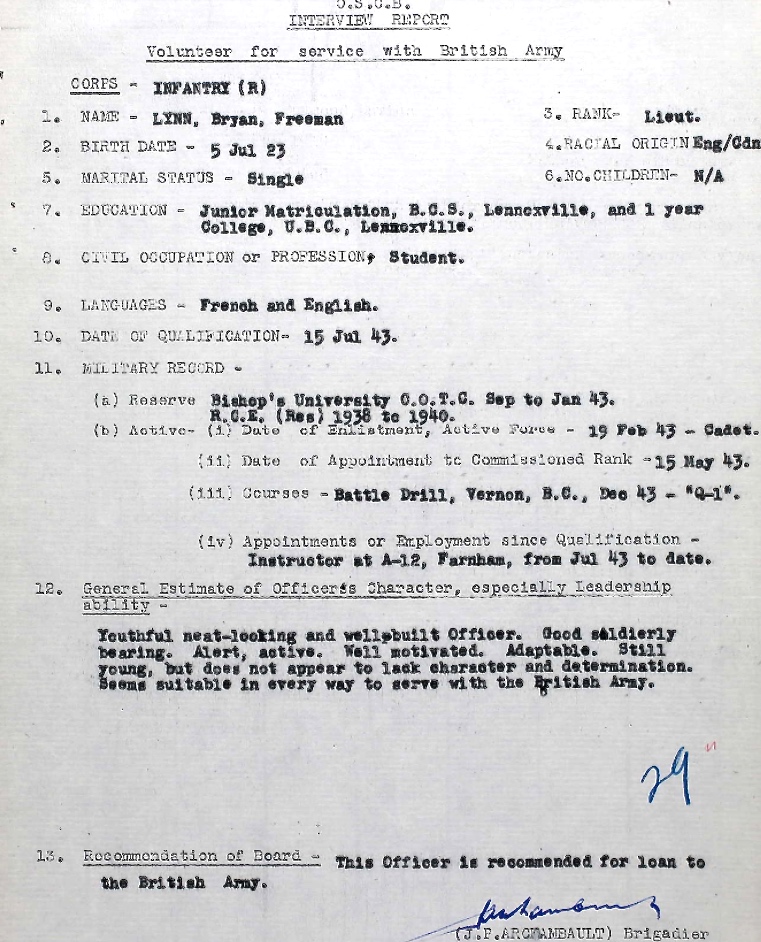 O.S.C.B.
INTERVIEW REPORT
Volunteer for service with British Army
CORPS - INFANTRY (R)
1. NAME - LYNN, Bryan, Freeman 3. RANK- Lieut.
2. BIRTH DATE - 5 Jul 23 4.RACIAL ORIGIN Eng/Cdn
5. MARITAL STATUS - Single 6.NO.CHILDREN- N/A
7. EDUCATION - Junior Matriculation, B.C.S., Lennoxville, and 1 year
College, U.B.C., Lennoxville.
8. CIVIL OCCUPATION or PROFESSION, Student.
9. LANGUAGES - French and English.
10. DATE OF QUALIFICATION- 15 Jul 43.
11. MILITARY RECORD -
(a) Reserve Bishop's University C.O.T.C. Sep to Jan 43.
R.C.E. (Res) 1938 to 1940.
(b) Active- (i) Date of Enlistment, Active Force - 19 Feb 43 - Cadet.
(ii) Date of Appointment to Commissioned Rank -15 May 43.
(iii) Courses - Battle Drill, Vernon, B.C., Dec 43 - "Q-1".
(iv) Appointments or Employment since Qualification -
Instructor at A-12, Farnham, from Jul 43 to date.
12. General Estimate of Officer's Character, especially Leadership
ability -
Youthful neat-looking and well-built Officer. Good soldierly
bearing. Alert, active. Well motivated. Adaptable. Still
young, but does not appear to lack character and determination.
Seems suitable in every way to serve with the British Army.
29 "
13. Recommendation of Board - This Officer is recommended for loan to
the British Army.
(J.P.ARCHAMBAULT) Brigadier